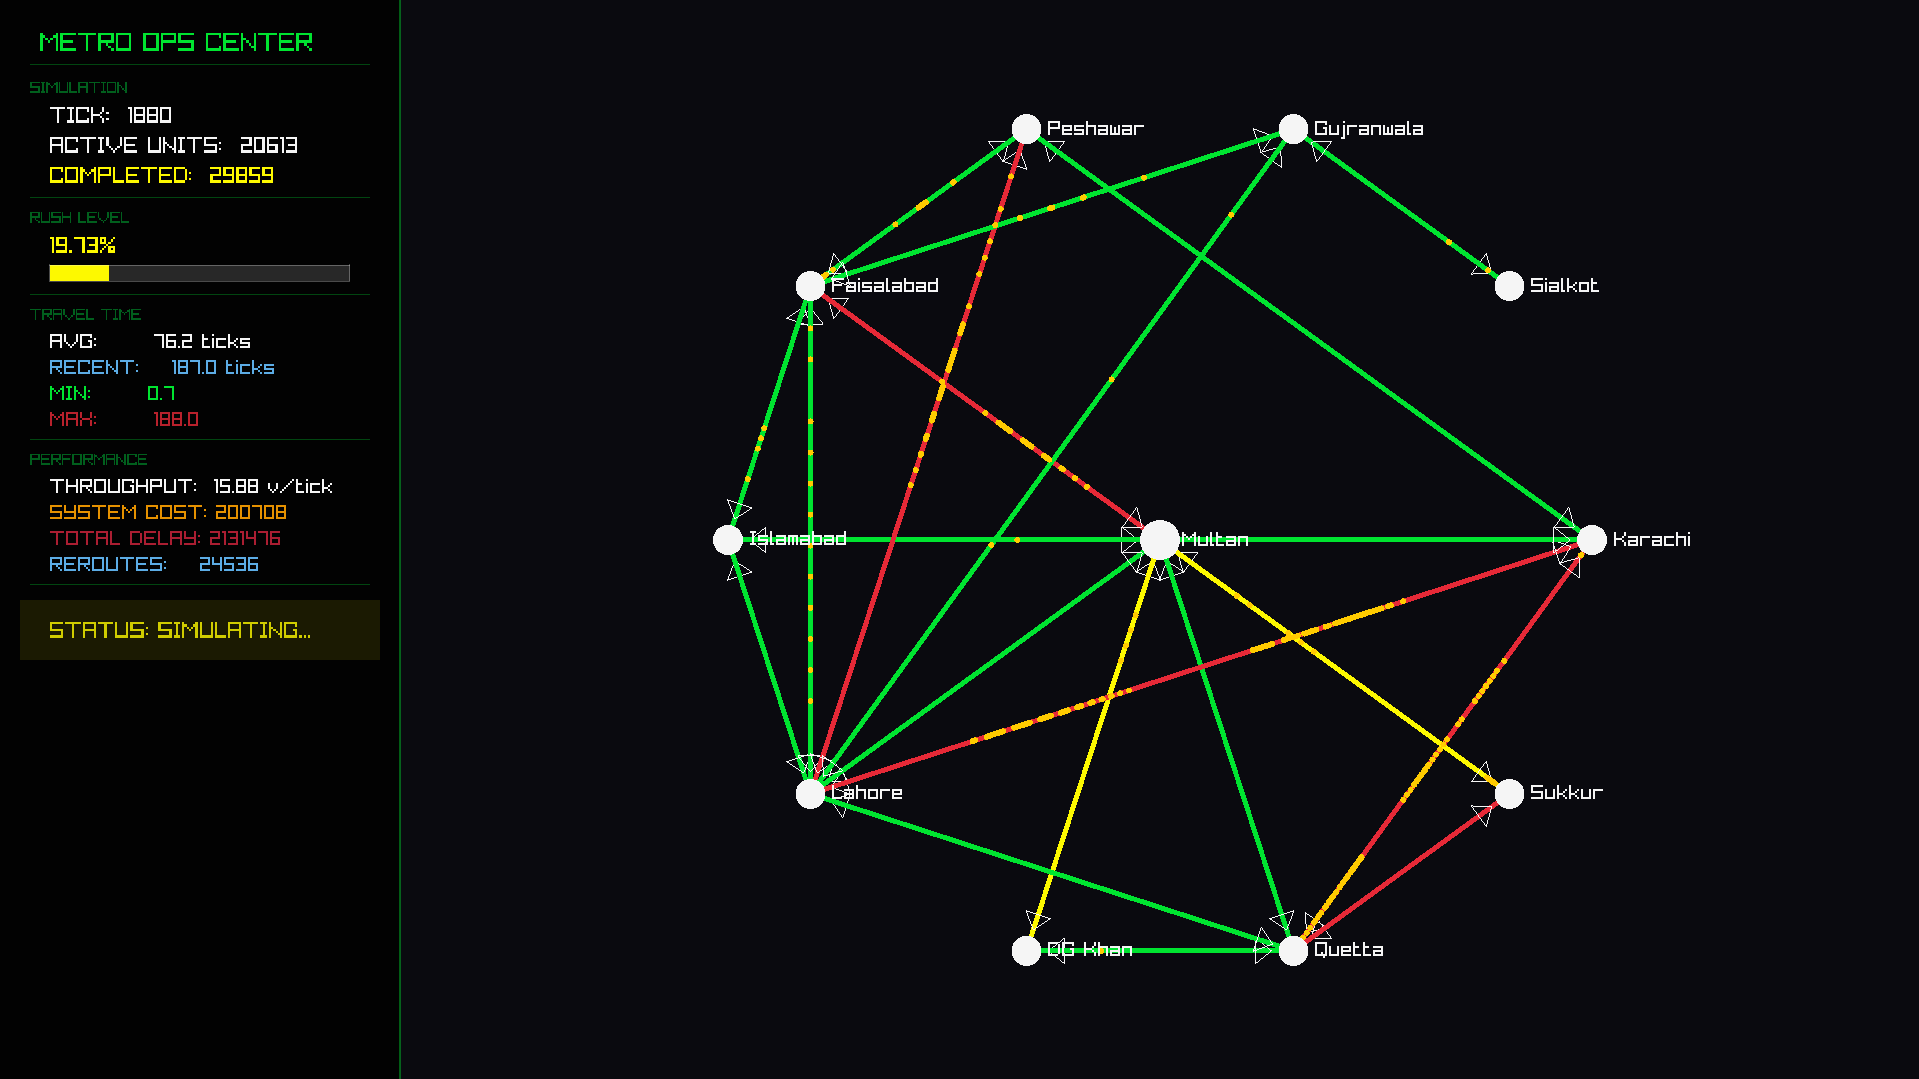 METRO OPS CENTER
SIMULATION
TICK: 1880
ACTIVE UNITS: 20613
COMPLETED: 29859
RUSH LEVEL
19.73%
TRAVEL TIME
AVG: 76.2 ticks
RECENT: 187.0 ticks
MIN: 0.7
MAX: 188.0
PERFORMANCE
THROUGHPUT: 15.88 v/tick
SYSTEM COST: 200708
TOTAL DELAY: 2131476
REROUTES: 24536
STATUS: SIMULATING...
Peshawar
Gujranwala
Faisalabad
Sialkot
Islamabad
Multan
Karachi
Lahore
Sukkur
DG Khan
Quetta